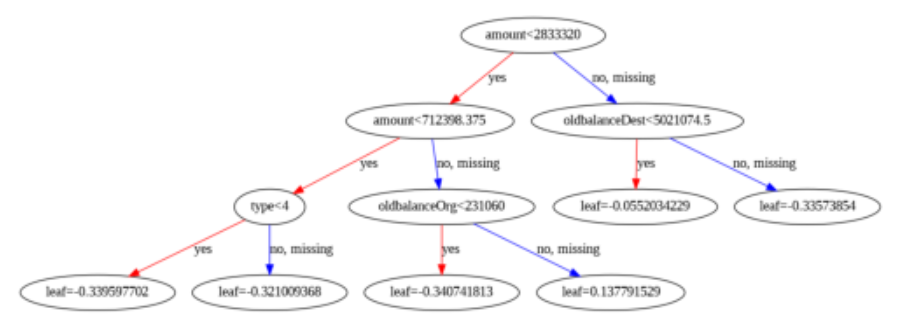 amount<2833320
yes
no, missing
amount<712398.375
oldbalanceDest<5021074.5
yes
no, missing
yes
no, missing
type<4
oldbalanceOrg<231060
leaf=-0.0552034229
leaf=-0.33573854
yes
no, missing
yes
no, missing
leaf=-0.339597702
leaf=-0.321009368
leaf=-0.340741813
leaf=0.137791529